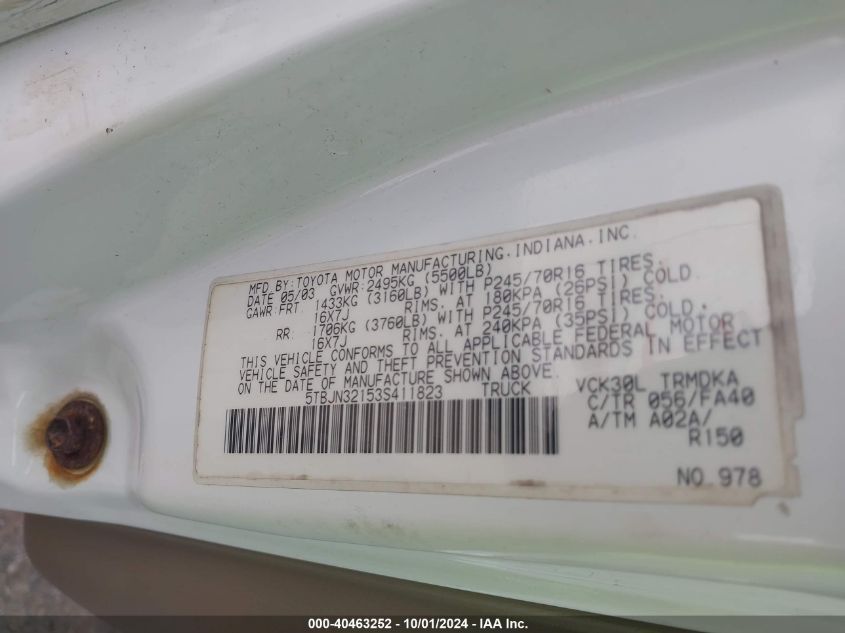 MFD.BY:TOYOTA MOTOR MANUFACTURING.INDIANA.INC.
DATE 05/03 GVWR:2495KG (5500LB)
GAWR:FRT. 1433KG (3160LB) WITH P245/70R16 TIRES.
16X7J RIMS. AT 180KPA (26PSI) COLD.
RR. 1706KG (3760LB) WITH P245/70R16 TIRES.
16X7J RIMS. AT 240KPA (35PSI) COLD.
THIS VEHICLE CONFORMS TO ALL APPLICABLE FEDERAL MOTOR
VEHICLE SAFETY AND THEFT PREVENTION STANDARDS IN EFFECT
ON THE DATE OF MANUFACTURE SHOWN ABOVE.
5TBJN32153S411823 TRUCK VCK30L TRMDKA
C/TR 056/FA40
A/TM A02A/
R150
NO.978
000-40463252 - 10/01/2024 - IAA Inc.